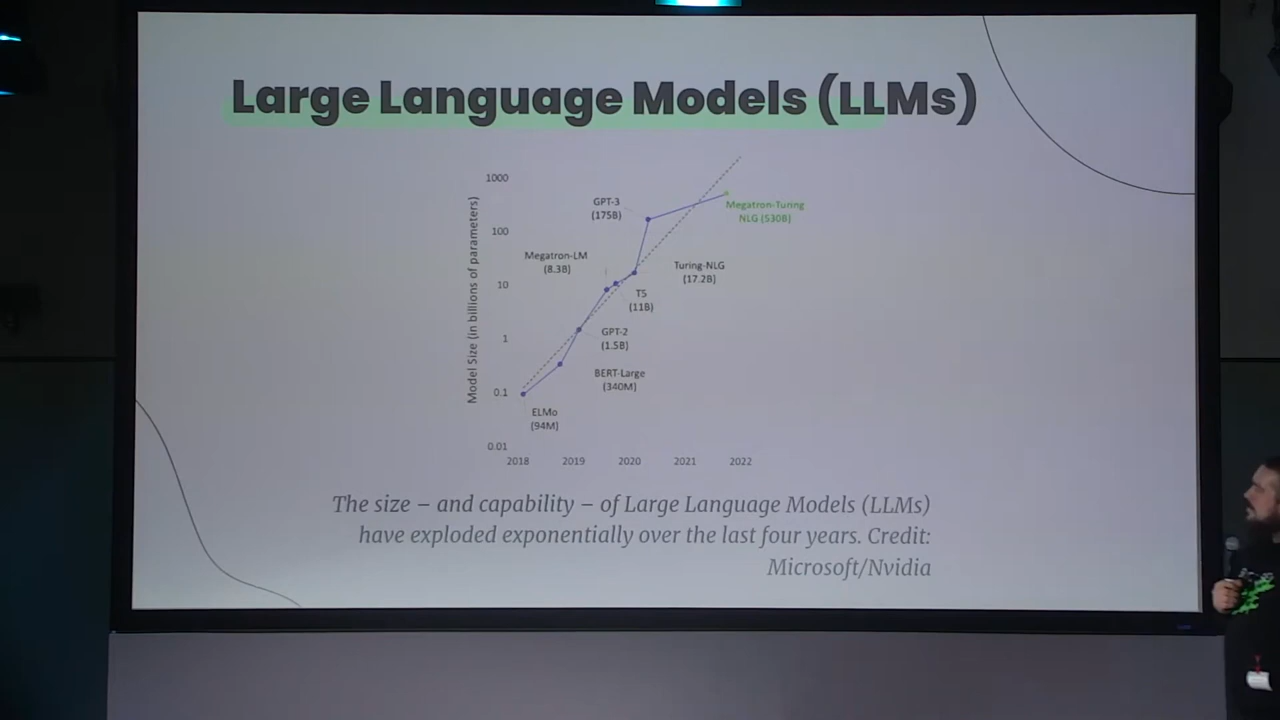 Large Language Models (LLMs)
Model Size (in billions of parameters)
1000
100
10
1
0.1
0.01
2018 2019 2020 2021 2022
ELMo
(94M)
BERT-Large
(340M)
GPT-2
(1.5B)
Megatron-LM
(8.3B)
T5
(11B)
Turing-NLG
(17.2B)
GPT-3
(175B)
Megatron-Turing
NLG (530B)
The size – and capability – of Large Language Models (LLMs)
have exploded exponentially over the last four years. Credit:
Microsoft/Nvidia